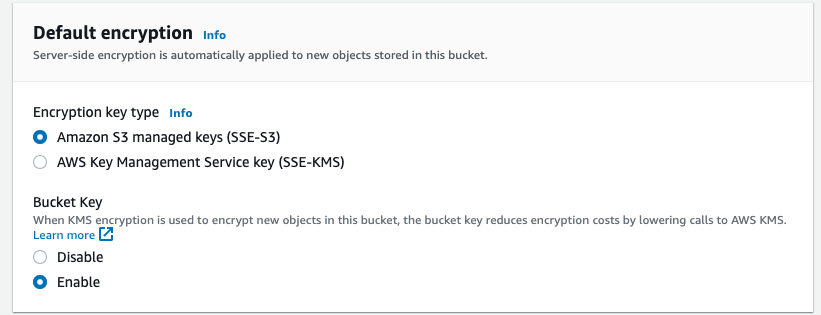 Default encryption Info
Server-side encryption is automatically applied to new objects stored in this bucket.
Encryption key type Info
Amazon S3 managed keys (SSE-S3)
AWS Key Management Service key (SSE-KMS)
Bucket Key
When KMS encryption is used to encrypt new objects in this bucket, the bucket key reduces encryption costs by lowering calls to AWS KMS.
Learn more
Disable
Enable